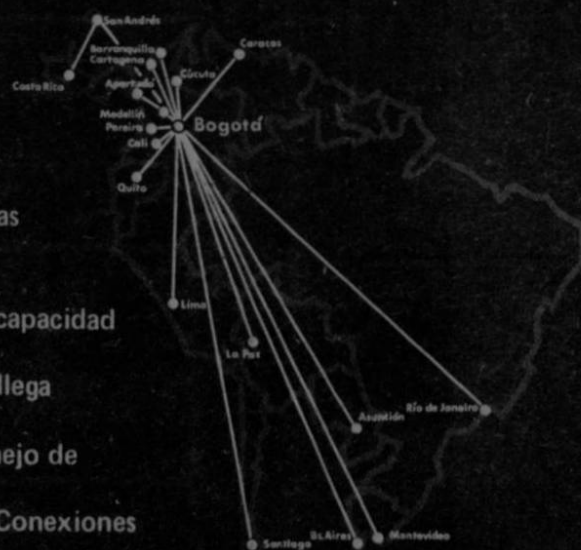 San Andrés
Barranquilla
Caracas
Cartagena
Cúcuta
Costa Rica
Apartado
Medellín
Bogotá
Pereira
Cali
Quito
as
Lima
capacidad
La Paz
llega
Río de Janeiro
Asunción
ejo de
Conexiones
Bs. Aires
Montevideo
Santiago